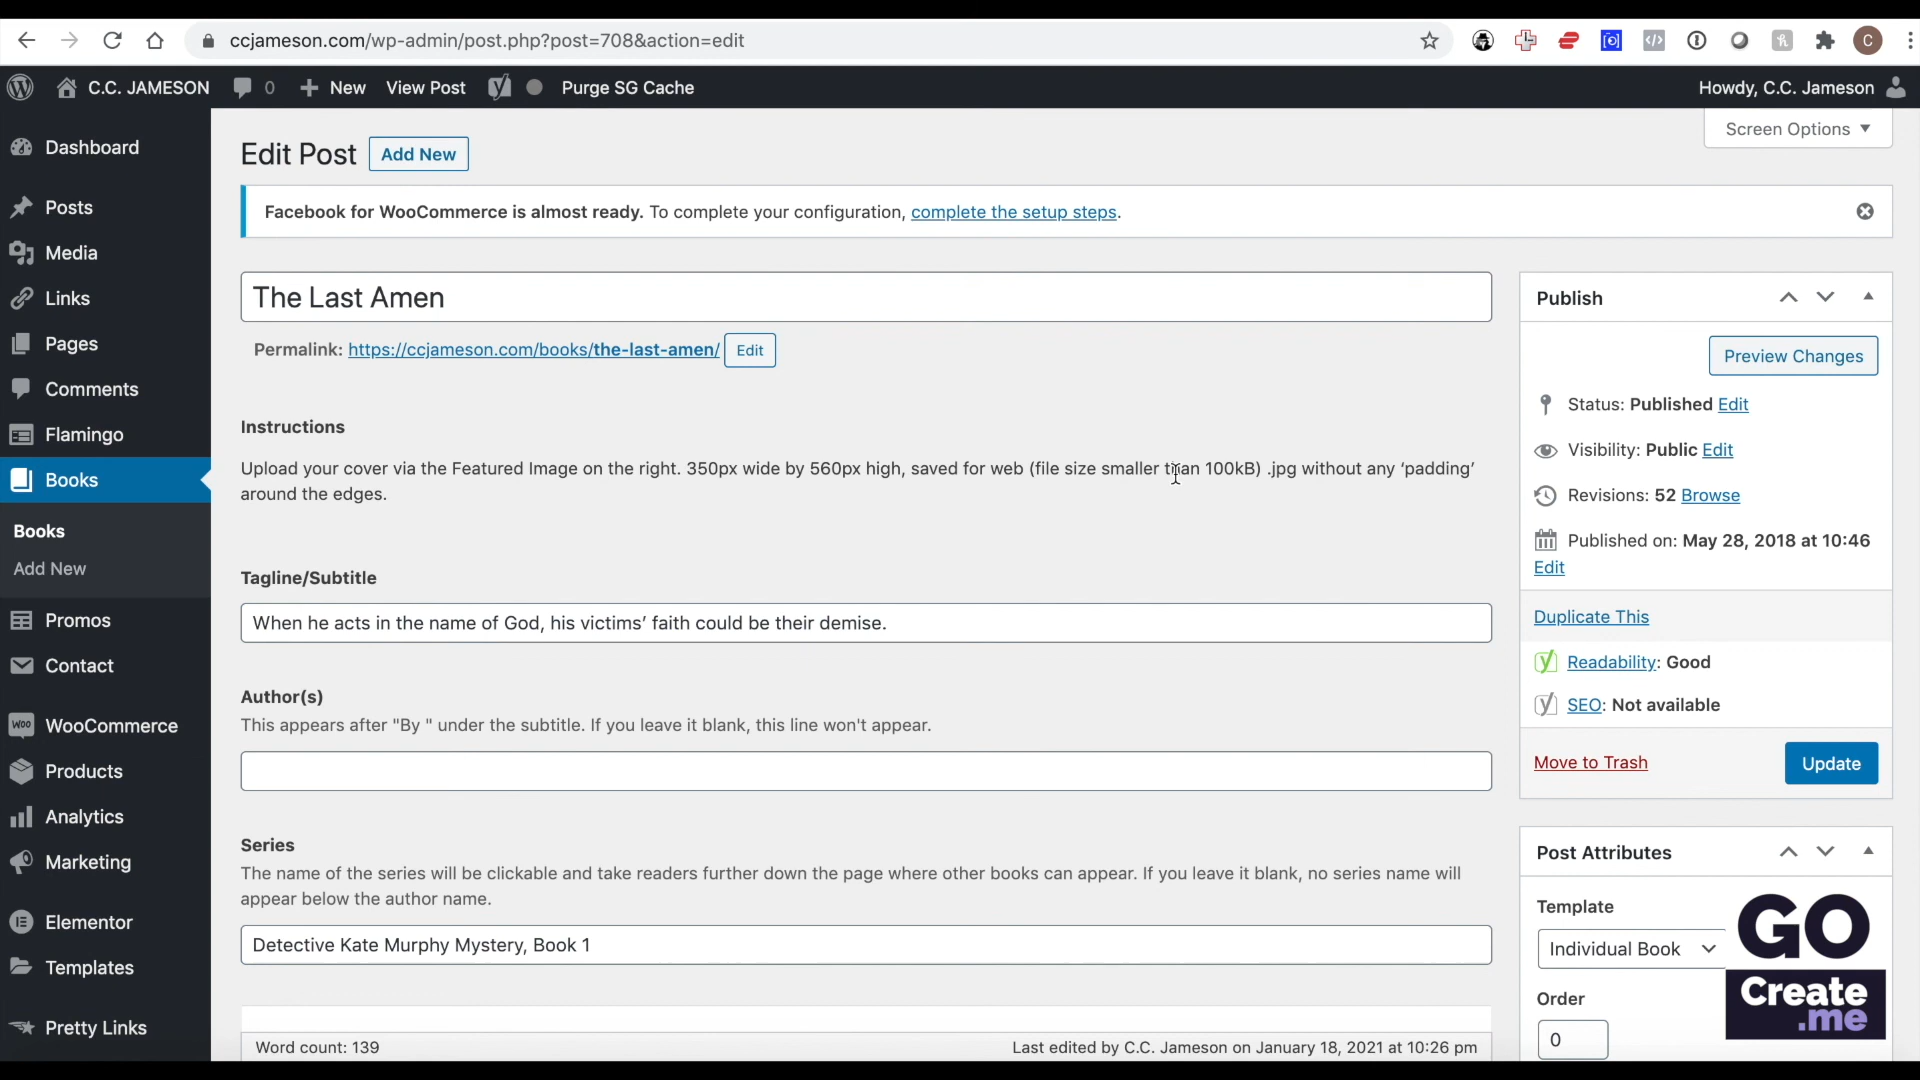 ccjameson.com/wp-admin/post.php?post=708&action=edit
C.C. JAMESON 0 New View Post Purge SG Cache Howdy, C.C. Jameson
Screen Options
Dashboard
Posts
Media
Links
Pages
Comments
Flamingo
Books
Books
Add New
Promos
Contact
WooCommerce
Products
Analytics
Marketing
Elementor
Templates
Pretty Links
Edit Post Add New
Facebook for WooCommerce is almost ready. To complete your configuration, complete the setup steps.
The Last Amen
Permalink: https://ccjameson.com/books/the-last-amen/ Edit
Instructions
Upload your cover via the Featured Image on the right. 350px wide by 560px high, saved for web (file size smaller than 100kB) .jpg without any ‘padding’
around the edges.
Tagline/Subtitle
When he acts in the name of God, his victims’ faith could be their demise.
Author(s)
This appears after "By " under the subtitle. If you leave it blank, this line won't appear.
Series
The name of the series will be clickable and take readers further down the page where other books can appear. If you leave it blank, no series name will
appear below the author name.
Detective Kate Murphy Mystery, Book 1
Word count: 139
Last edited by C.C. Jameson on January 18, 2021 at 10:26 pm
Publish
Preview Changes
Status: Published Edit
Visibility: Public Edit
Revisions: 52 Browse
Published on: May 28, 2018 at 10:46
Edit
Duplicate This
Readability: Good
SEO: Not available
Move to Trash Update
Post Attributes
Template
Individual Book
Order
0
GO
Create
.me